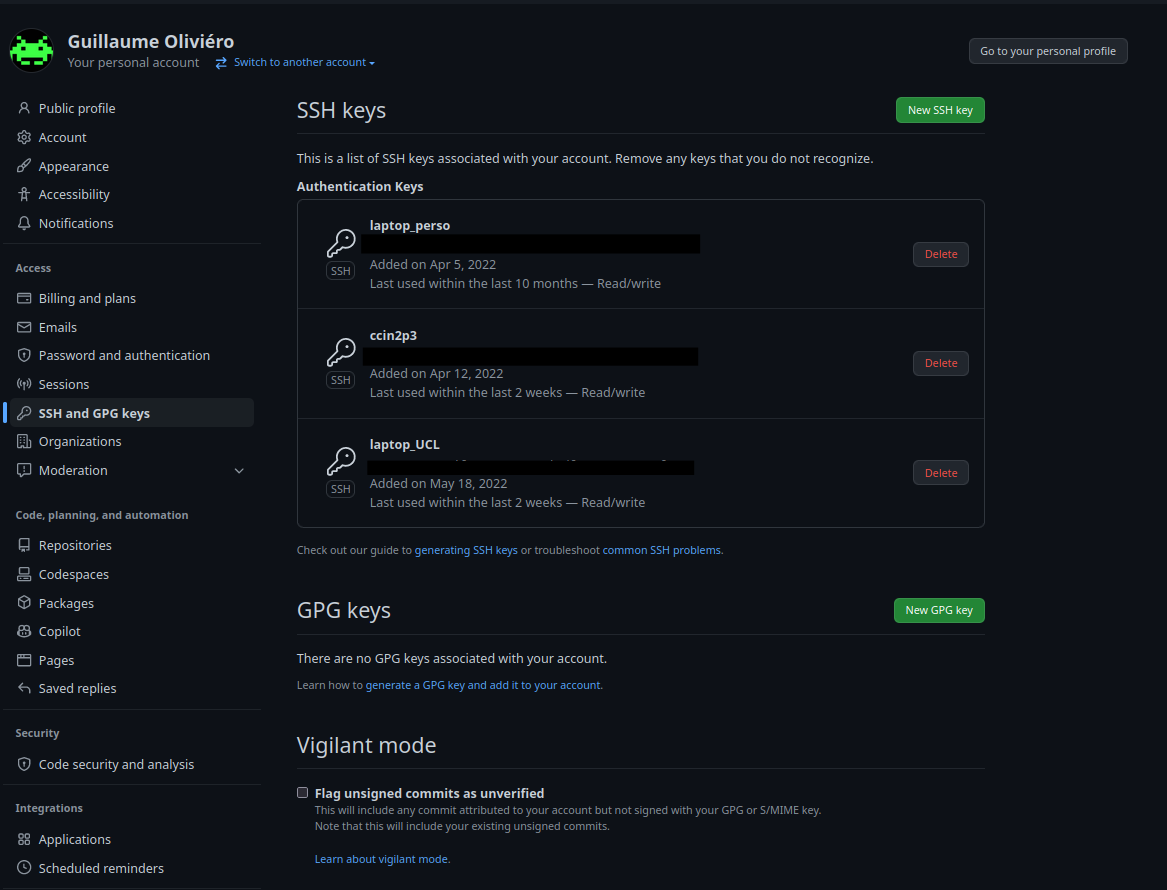 Guillaume Oliviéro
Your personal account
Switch to another account
Go to your personal profile
Public profile
Account
Appearance
Accessibility
Notifications
Access
Billing and plans
Emails
Password and authentication
Sessions
SSH and GPG keys
Organizations
Moderation
Code, planning, and automation
Repositories
Codespaces
Packages
Copilot
Pages
Saved replies
Security
Code security and analysis
Integrations
Applications
Scheduled reminders
SSH keys
New SSH key
This is a list of SSH keys associated with your account. Remove any keys that you do not recognize.
Authentication Keys
laptop_perso
SSH
Added on Apr 5, 2022
Last used within the last 10 months — Read/write
Delete
ccin2p3
SSH
Added on Apr 12, 2022
Last used within the last 2 weeks — Read/write
Delete
laptop_UCL
SSH
Added on May 18, 2022
Last used within the last 2 weeks — Read/write
Delete
Check out our guide to generating SSH keys or troubleshoot common SSH problems.
GPG keys
New GPG key
There are no GPG keys associated with your account.
Learn how to generate a GPG key and add it to your account.
Vigilant mode
Flag unsigned commits as unverified
This will include any commit attributed to your account but not signed with your GPG or S/MIME key.
Note that this will include your existing unsigned commits.
Learn about vigilant mode.